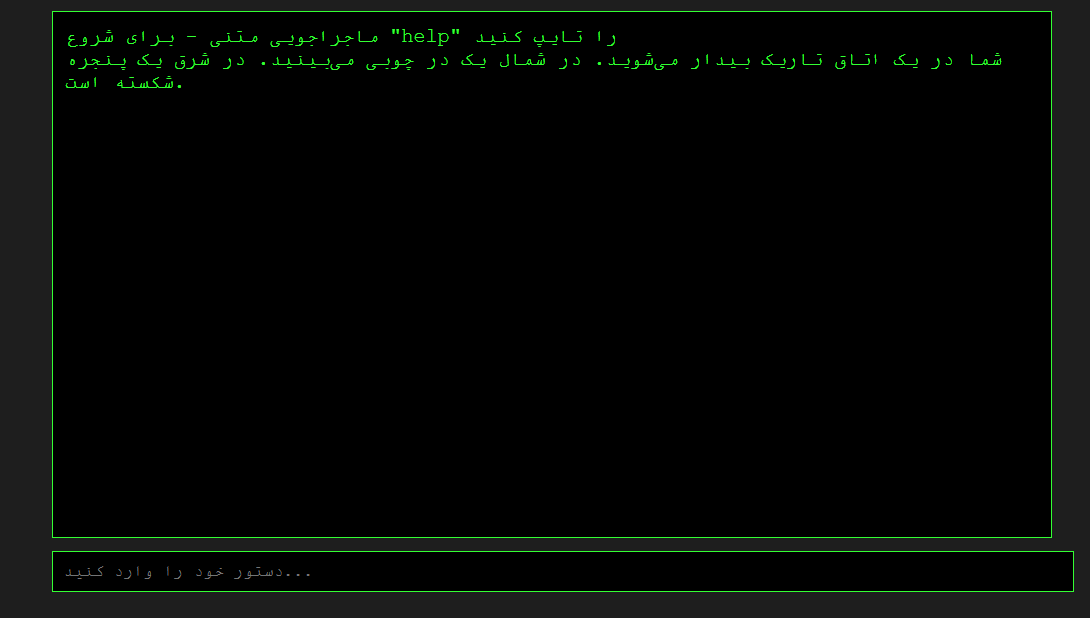 ماجراجویی متنی – برای شروع "help" را تایپ کنید
شما در یک اتاق تاریک بیدار می‌شوید. در شمال یک در چوبی می‌بینید. در شرق یک پنجره
شکسته است.
دستور خود را وارد کنید...